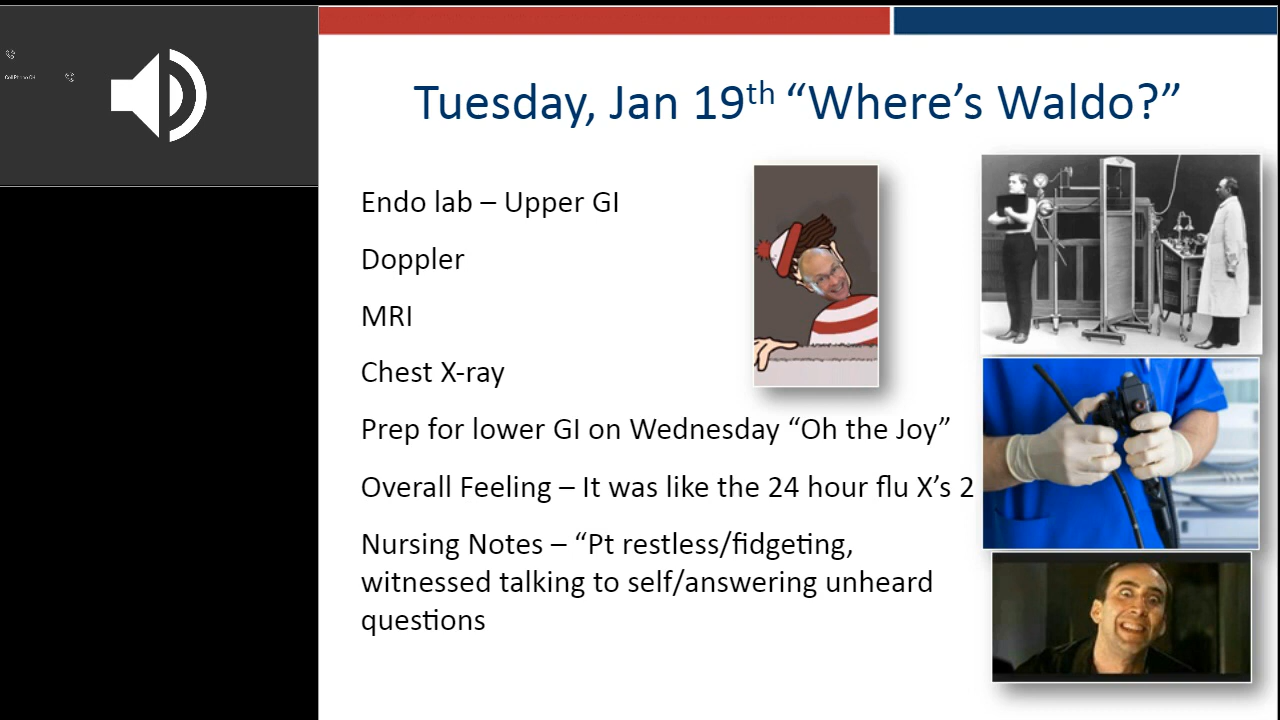 Tuesday, Jan 19th “Where’s Waldo?”
Endo lab – Upper GI
Doppler
MRI
Chest X-ray
Prep for lower GI on Wednesday “Oh the Joy”
Overall Feeling – It was like the 24 hour flu X’s 2
Nursing Notes – “Pt restless/fidgeting,
witnessed talking to self/answering unheard
questions